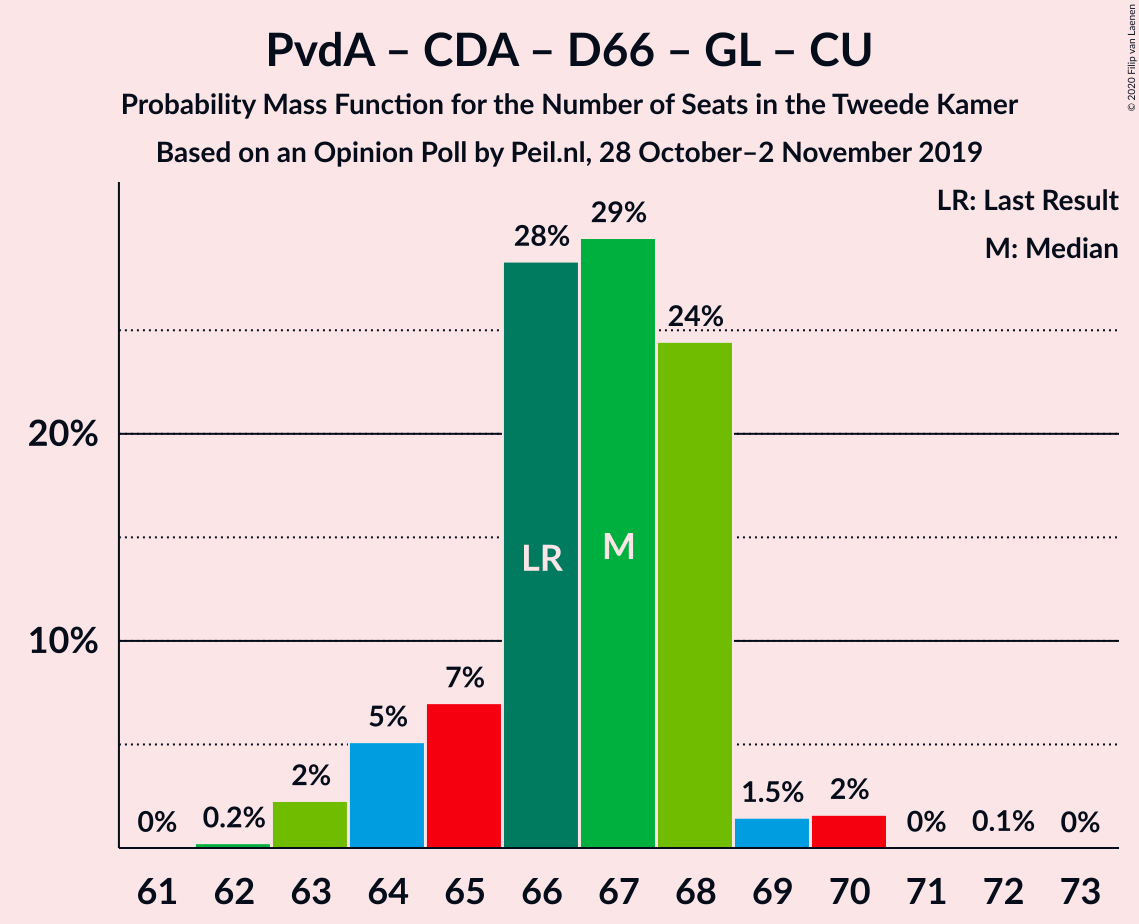 PvdA – CDA – D66 – GL – CU
Probability Mass Function for the Number of Seats in the Tweede Kamer
Based on an Opinion Poll by Peil.nl, 28 October–2 November 2019
© 2020 Filip van Laenen
LR: Last Result
M: Median
20%
10%
0%
0.2%
2%
5%
7%
28%
29%
24%
1.5%
2%
0%
0.1%
0%
LR
M
61 62 63 64 65 66 67 68 69 70 71 72 73